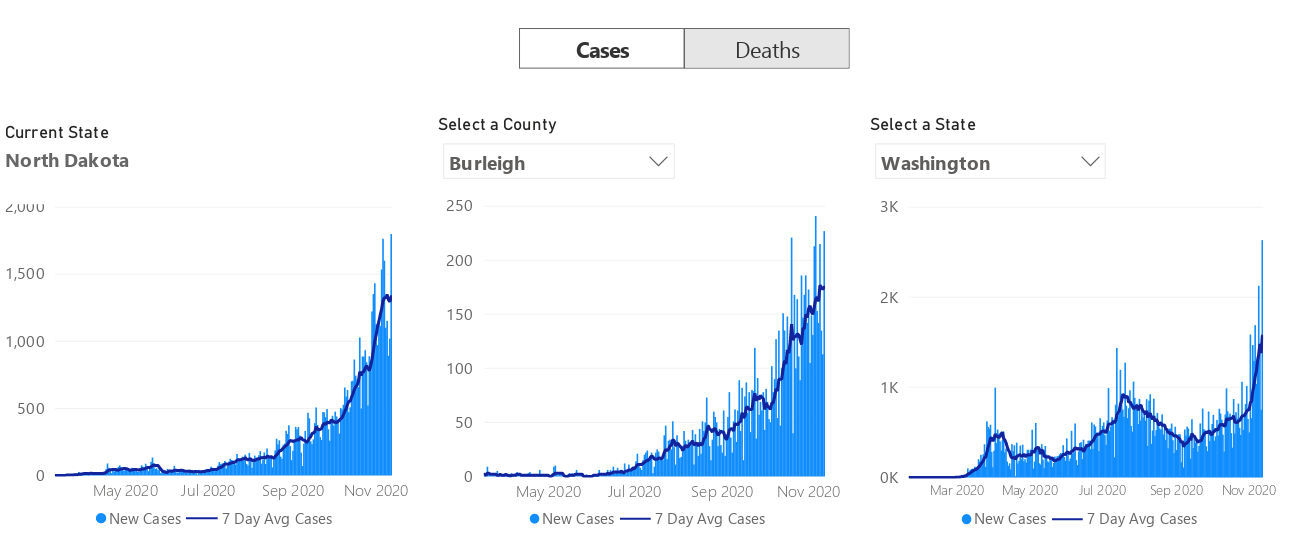 Cases Deaths
Current State
North Dakota
2,000
1,500
1,000
500
0
May 2020 Jul 2020 Sep 2020 Nov 2020
New Cases 7 Day Avg Cases
Select a County
Burleigh
250
200
150
100
50
0
May 2020 Jul 2020 Sep 2020 Nov 2020
New Cases 7 Day Avg Cases
Select a State
Washington
3K
2K
1K
0K
Mar 2020 May 2020 Jul 2020 Sep 2020 Nov 2020
New Cases 7 Day Avg Cases